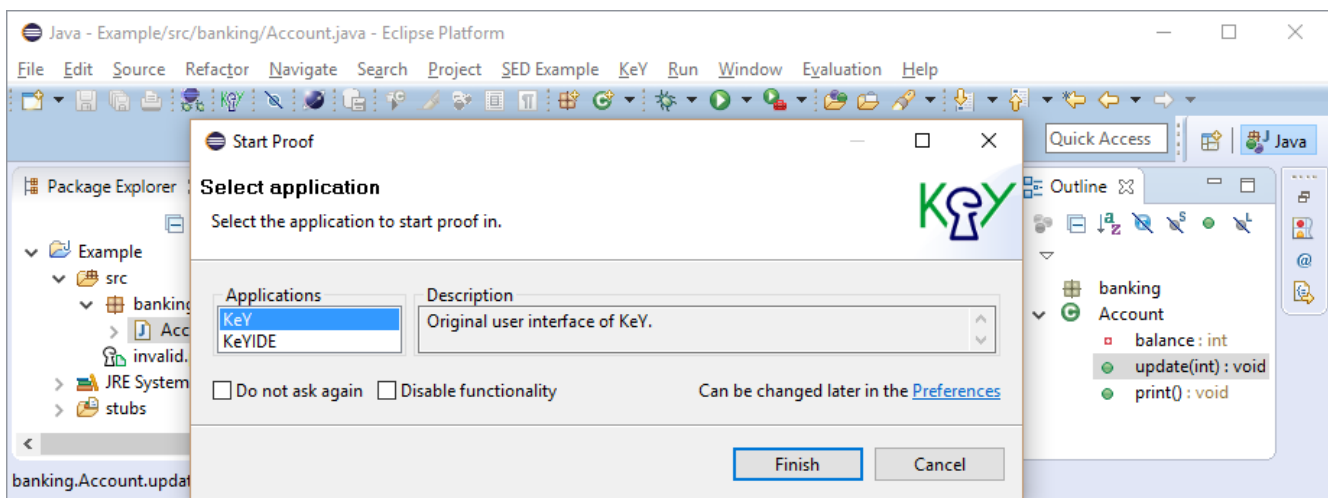 Java - Example/src/banking/Account.java - Eclipse Platform
File Edit Source Refactor Navigate Search Project SED Example KeY Run Window Evaluation Help
Quick Access
Java
Start Proof
Select application
Select the application to start proof in.
KeY
Applications
KeY
KeYIDE
Description
Original user interface of KeY.
Do not ask again
Disable functionality
Can be changed later in the Preferences
Finish
Cancel
Package Explorer
Example
src
banking
Acc
invalid.
JRE System
stubs
banking.Account.updat
Outline
banking
Account
balance : int
update(int) : void
print() : void